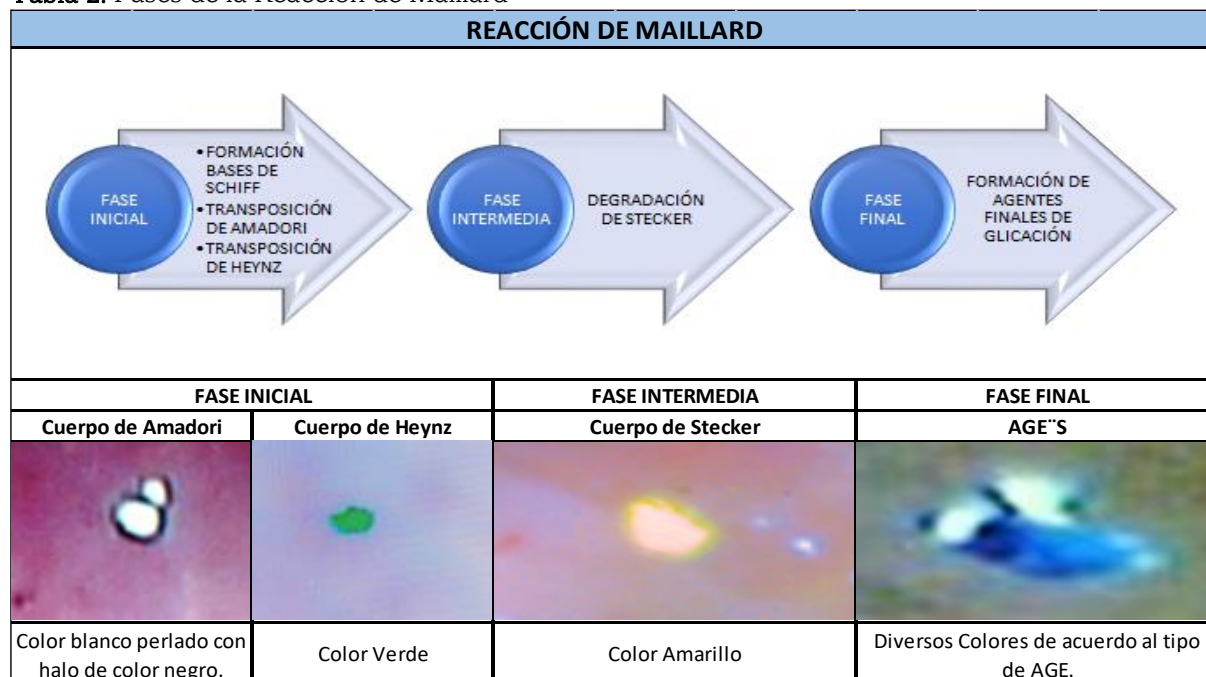 Tabla 2. Fases de la Reacción de Maillard
REACCIÓN DE MAILLARD
FASE
INICIAL
•FORMACIÓN
BASES DE
SCHIFF
•TRANSPOSICIÓN
DE AMADORI
•TRANSPOSICIÓN
DE HEYNZ
FASE
INTERMEDIA
DEGRADACIÓN
DE STECKER
FASE
FINAL
FORMACIÓN DE
AGENTES
FINALES DE
GLICACIÓN
FASE INICIAL
FASE INTERMEDIA
FASE FINAL
Cuerpo de Amadori
Cuerpo de Heynz
Cuerpo de Stecker
AGE¨S
Color blanco perlado con
halo de color negro.
Color Verde
Color Amarillo
Diversos Colores de acuerdo al tipo
de AGE.